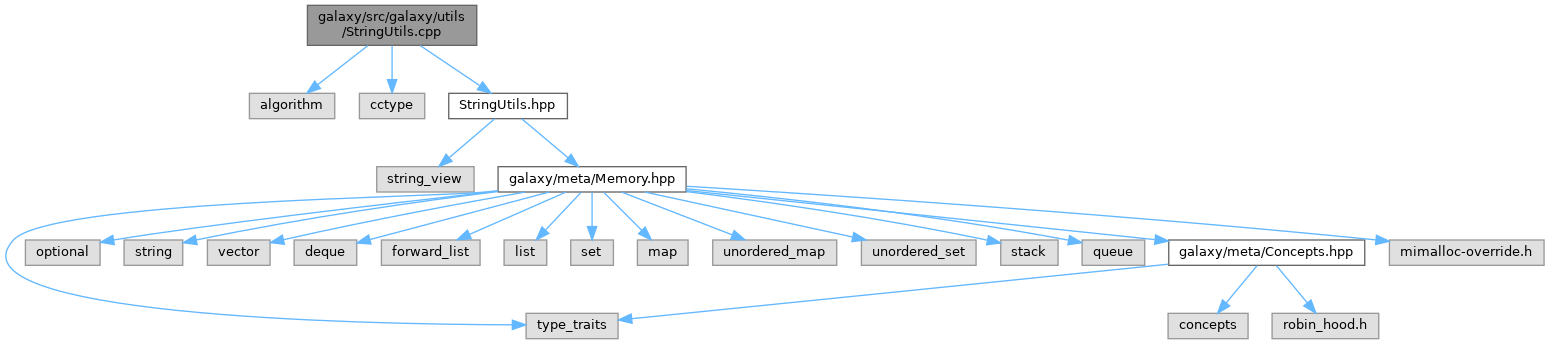 galaxy/src/galaxy/utils
/StringUtils.cpp
algorithm
cctype
StringUtils.hpp
string_view
galaxy/meta/Memory.hpp
optional
string
vector
deque
forward_list
list
set
map
unordered_map
unordered_set
stack
queue
galaxy/meta/Concepts.hpp
mimalloc-override.h
type_traits
concepts
robin_hood.h